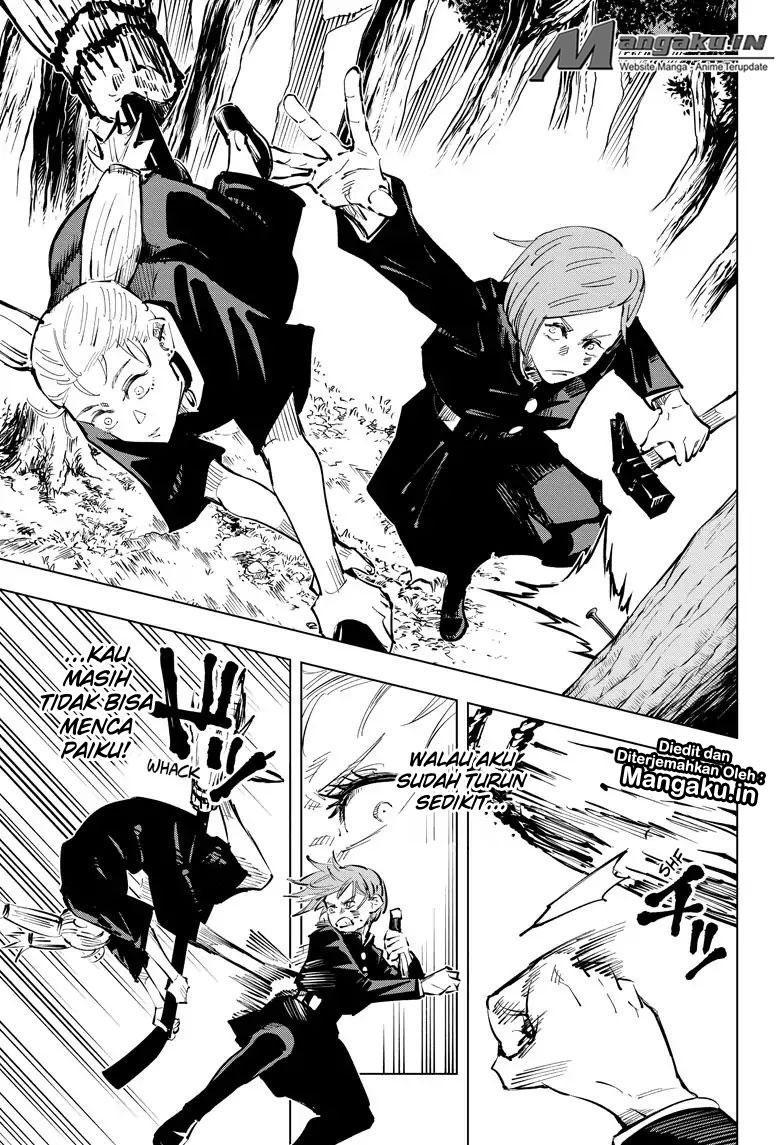 Mangaku.IN
Website Manga - Anime Terupdate
Diedit dan
Diterjemahkan Oleh :
Mangaku.in
SHF
WALAU AKU
SUDAH TURUN
SEDIKIT...
...KAU
MASIH
TIDAK BISA
MENCA
PAIKU!
WHACK